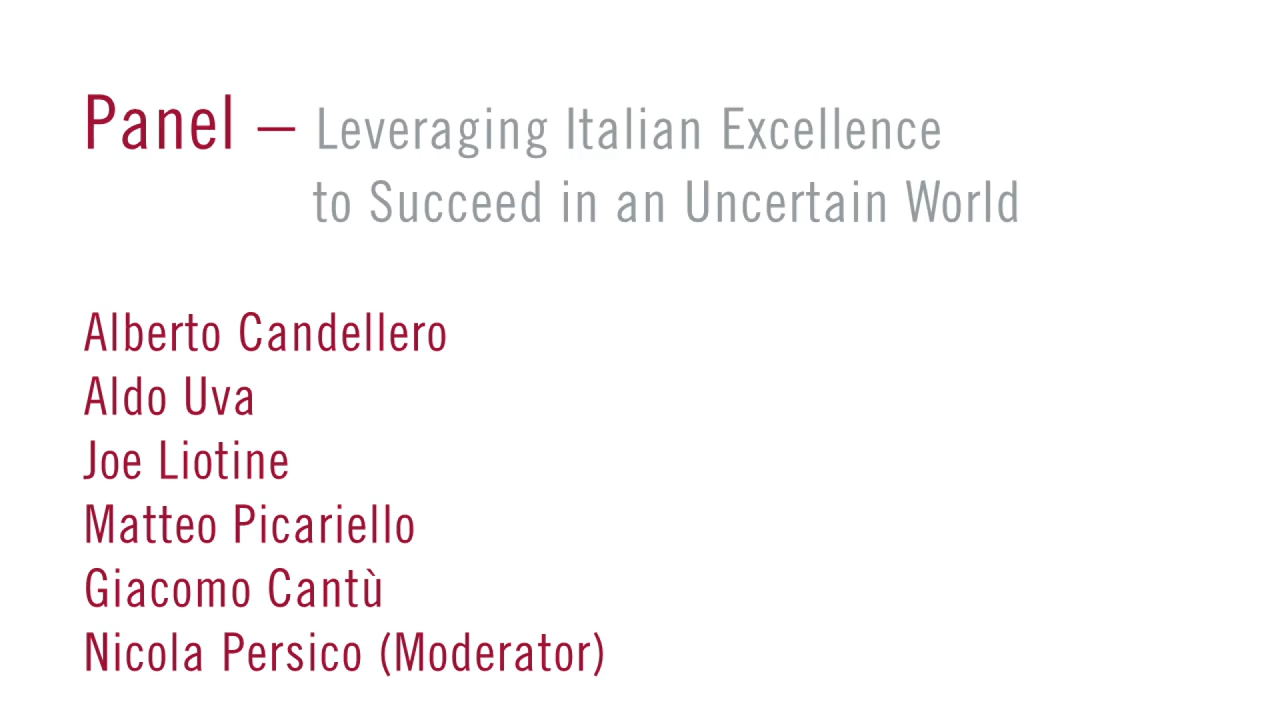 Panel – Leveraging Italian Excellence
to Succeed in an Uncertain World
Alberto Candellero
Aldo Uva
Joe Liotine
Matteo Picariello
Giacomo Cantù
Nicola Persico (Moderator)